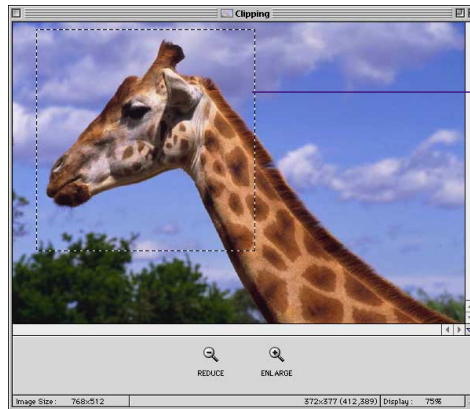 Clipping
REDUCE ENLARGE
Image Size: 768x512 372x377 (412,389) Display: 75%